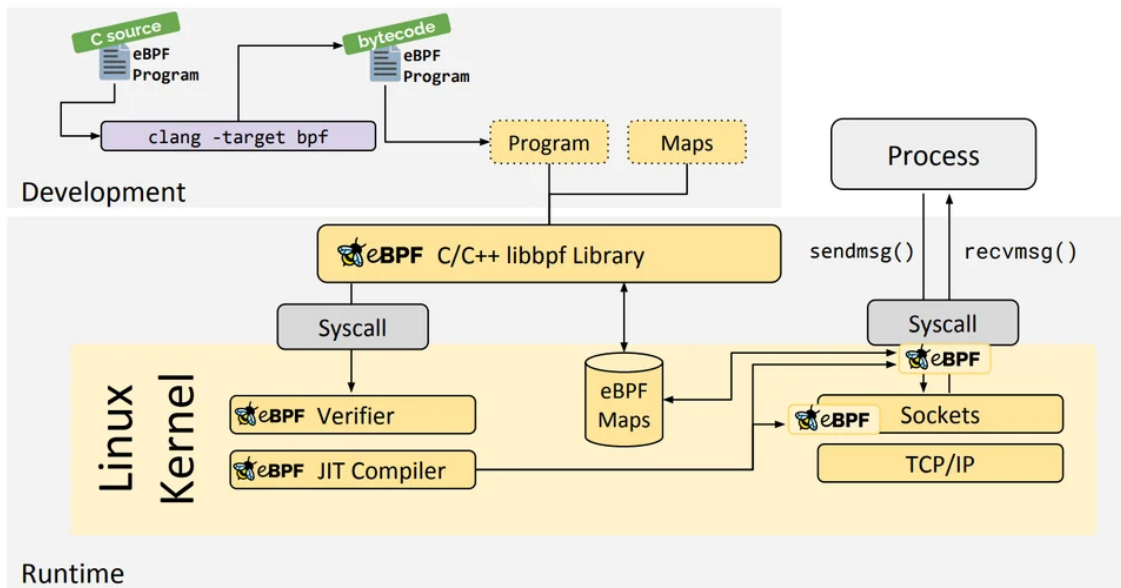 C source
eBPF
Program
bytecode
eBPF
Program
clang -target bpf
Program
Maps
Development
Process
sendmsg()
recvmsg()
eBPF C/C++ libbpf Library
Syscall
Syscall
eBPF
Linux
Kernel
eBPF Verifier
eBPF
Maps
eBPF Sockets
eBPF JIT Compiler
TCP/IP
Runtime